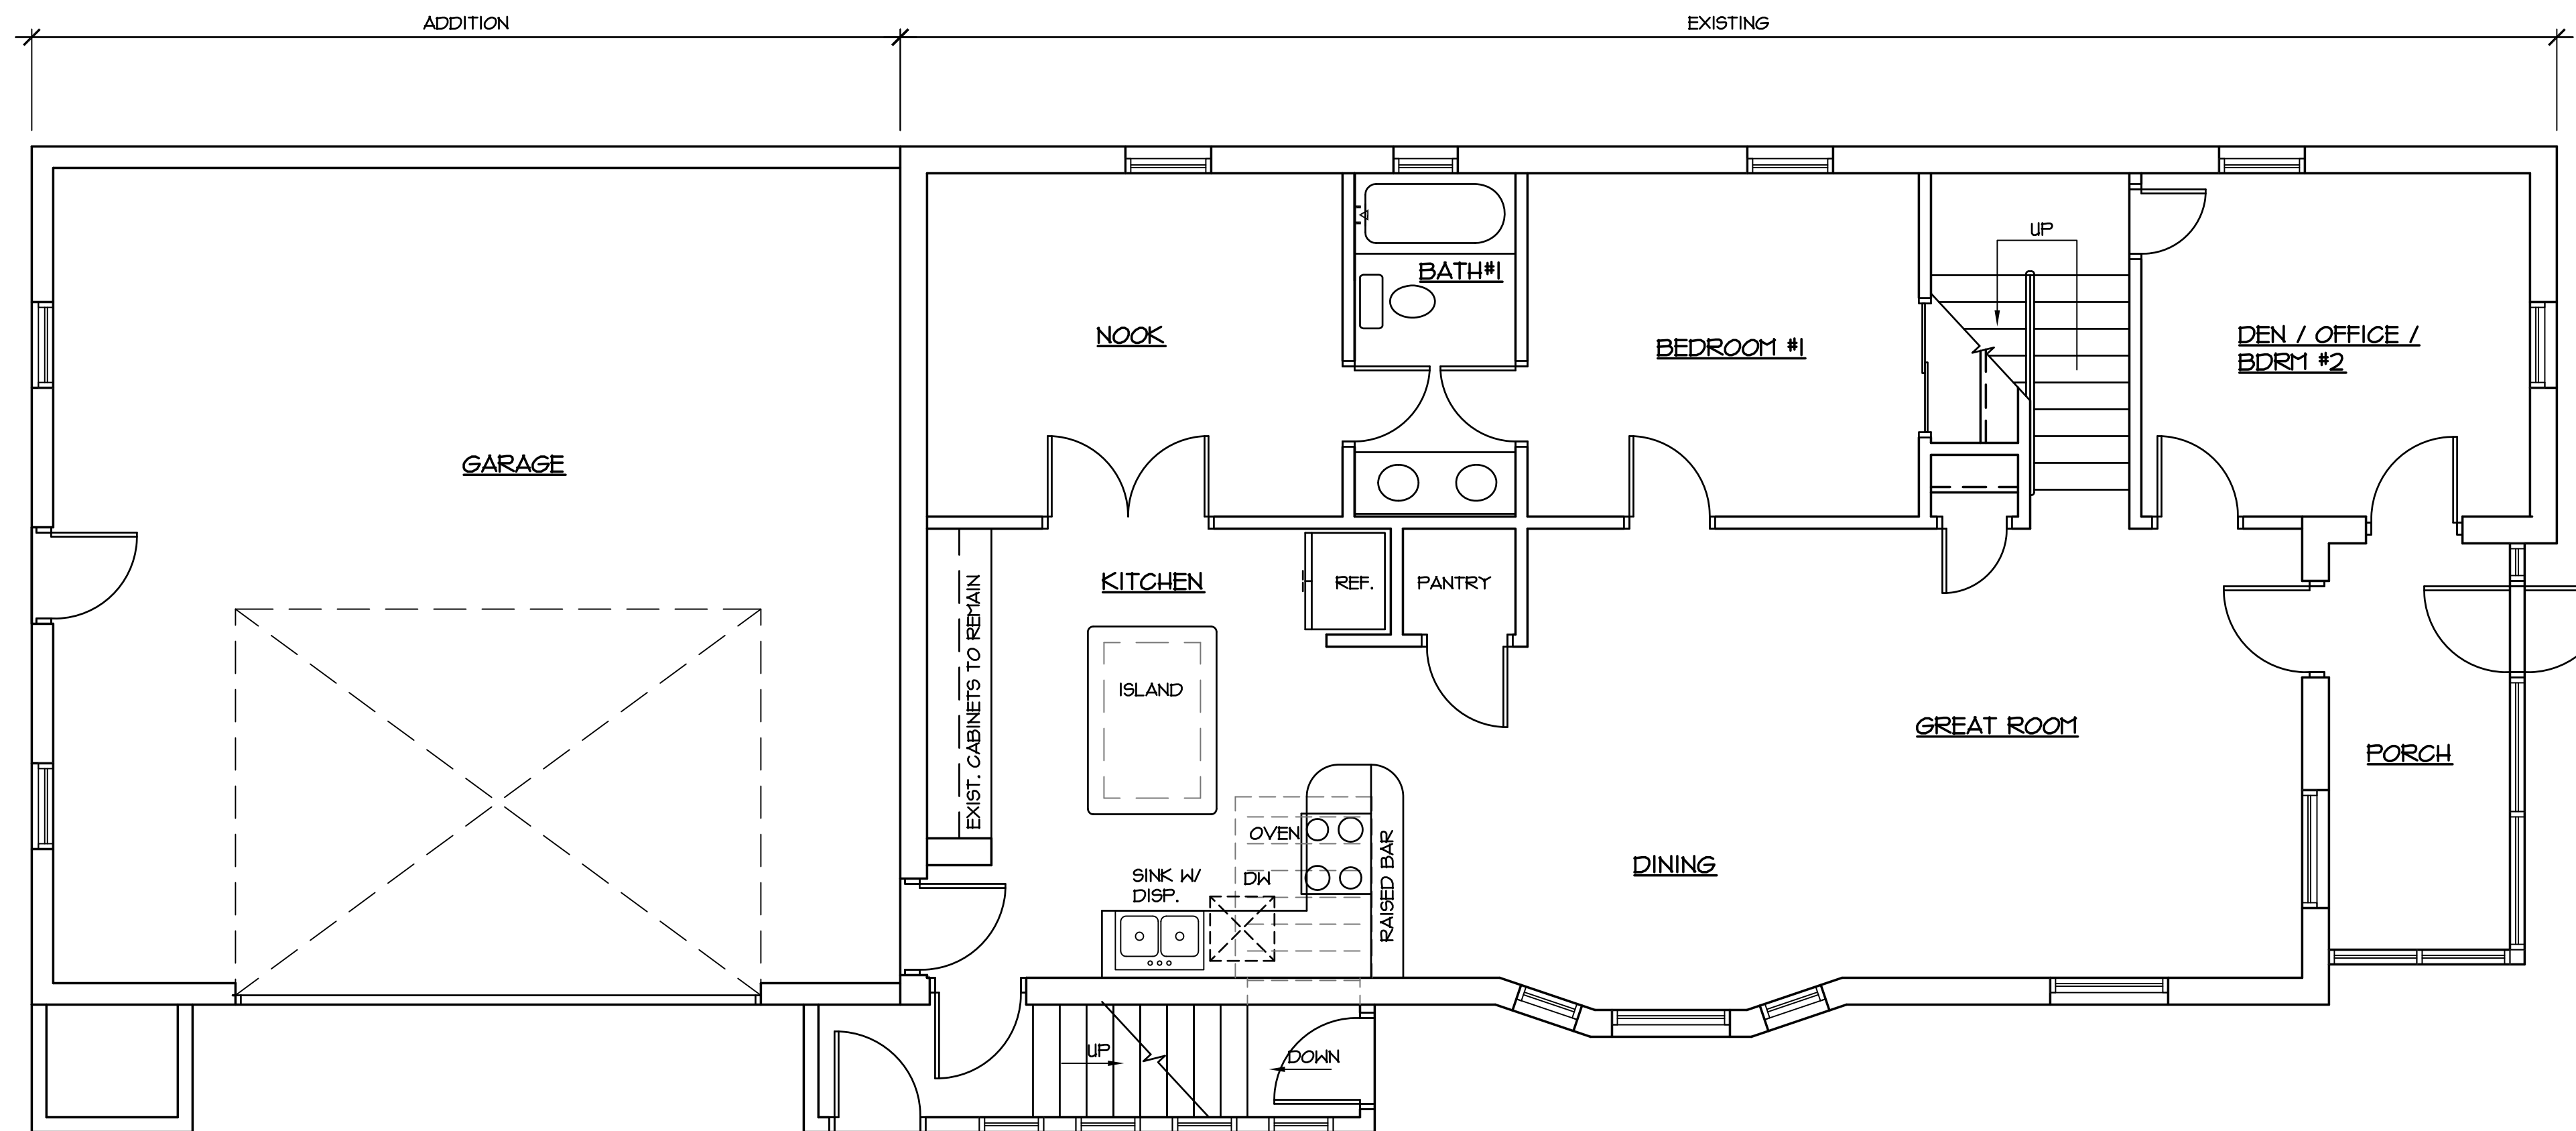 ADDITION
EXISTING
UP
BATH#1
NOOK
BEDROOM #1
DEN / OFFICE /
BDRM #2
GARAGE
KITCHEN
REF.
PANTRY
EXIST. CABINETS TO REMAIN
ISLAND
GREAT ROOM
PORCH
OVEN
RAISED BAR
DINING
SINK W/
DISP.
DW
UP
DOWN